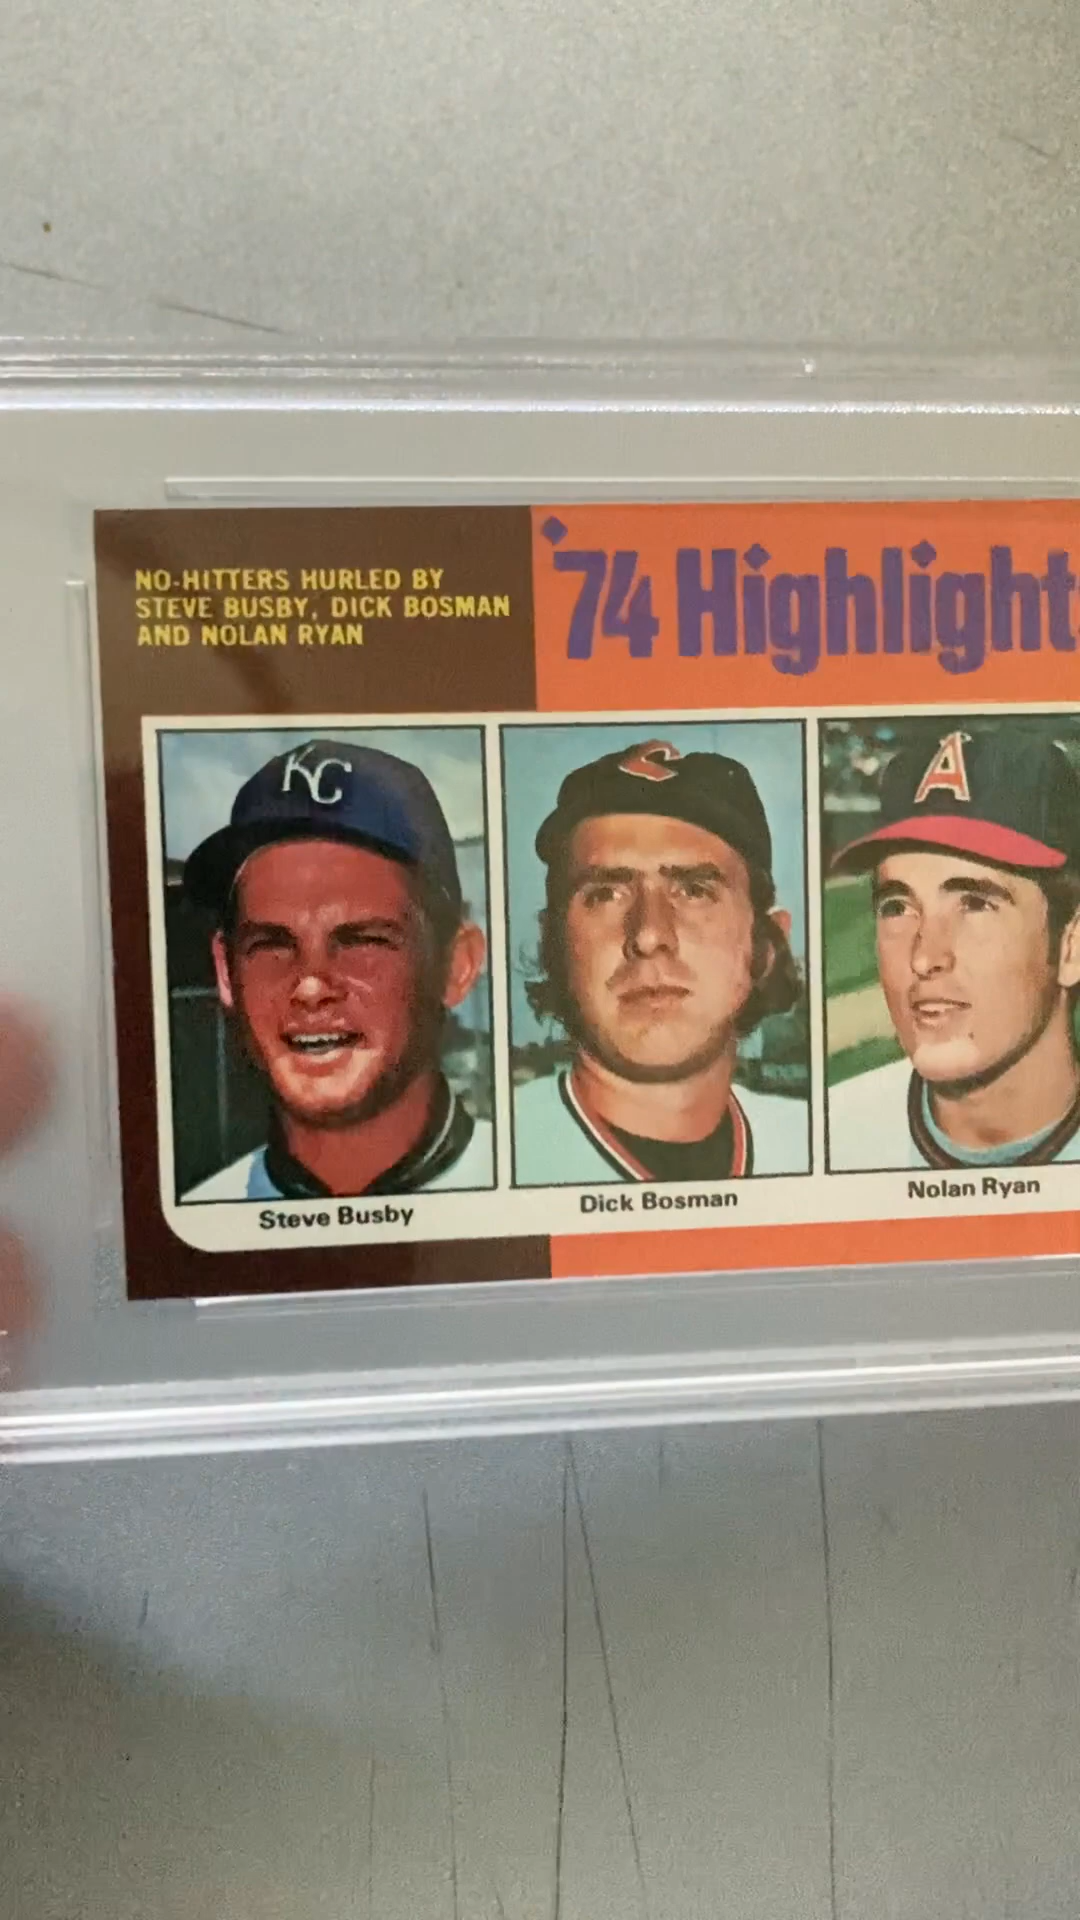 NO-HITTERS HURLED BY
STEVE BUSBY, DICK BOSMAN
AND NOLAN RYAN
'74 Highlight
KC
C
A
Steve Busby
Dick Bosman
Nolan Ryan